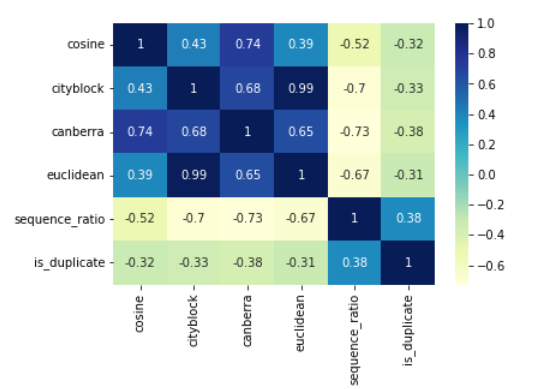 cosine 1 0.43 0.74 0.39 -0.52 -0.32
cityblock 0.43 1 0.68 0.99 -0.7 -0.33
canberra 0.74 0.68 1 0.65 -0.73 -0.38
euclidean 0.39 0.99 0.65 1 -0.67 -0.31
sequence_ratio -0.52 -0.7 -0.73 -0.67 1 0.38
is_duplicate -0.32 -0.33 -0.38 -0.31 0.38 1
cosine
cityblock
canberra
euclidean
sequence_ratio
is_duplicate
1.0
0.8
0.6
0.4
0.2
0.0
−0.2
−0.4
−0.6